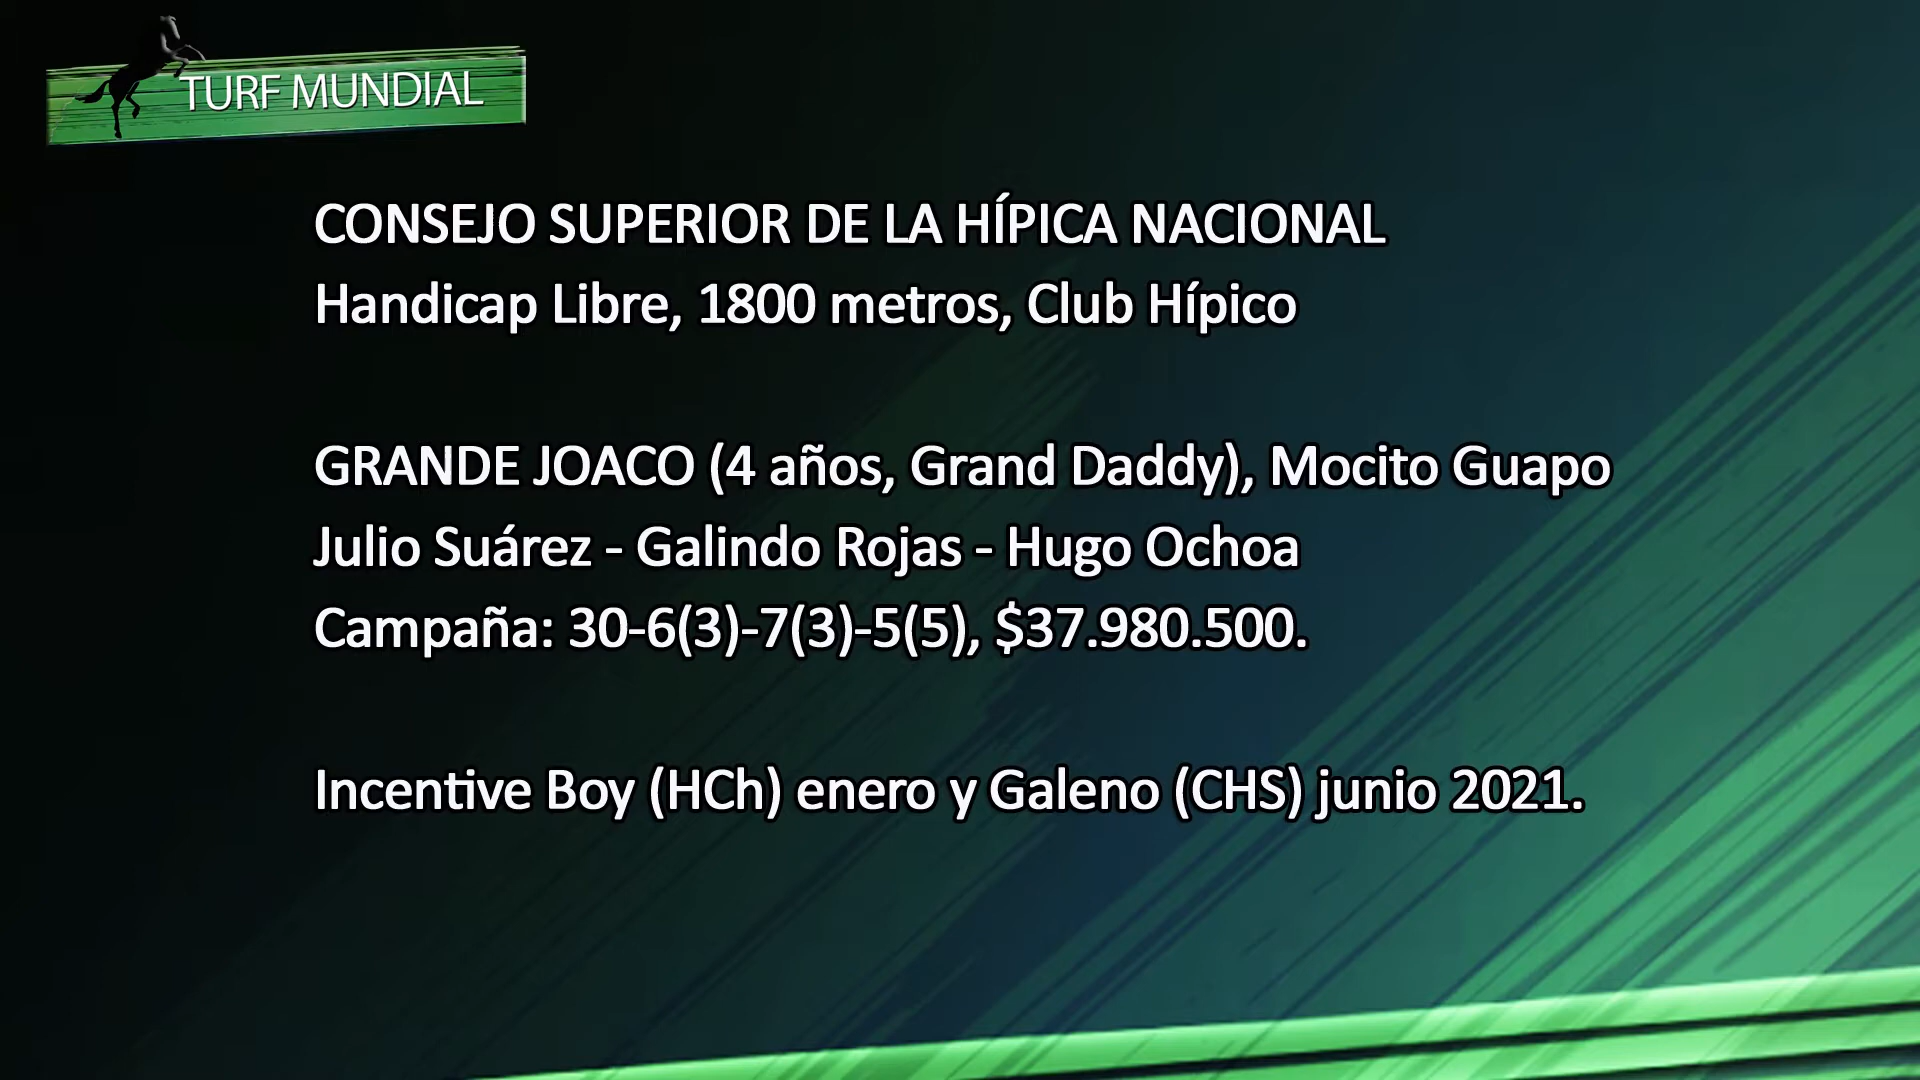 TURF MUNDIAL
CONSEJO SUPERIOR DE LA HÍPICA NACIONAL
Handicap Libre, 1800 metros, Club Hípico
GRANDE JOACO (4 años, Grand Daddy), Mocito Guapo
Julio Suárez - Galindo Rojas - Hugo Ochoa
Campaña: 30-6(3)-7(3)-5(5), $37.980.500.
Incentive Boy (HCh) enero y Galeno (CHS) junio 2021.